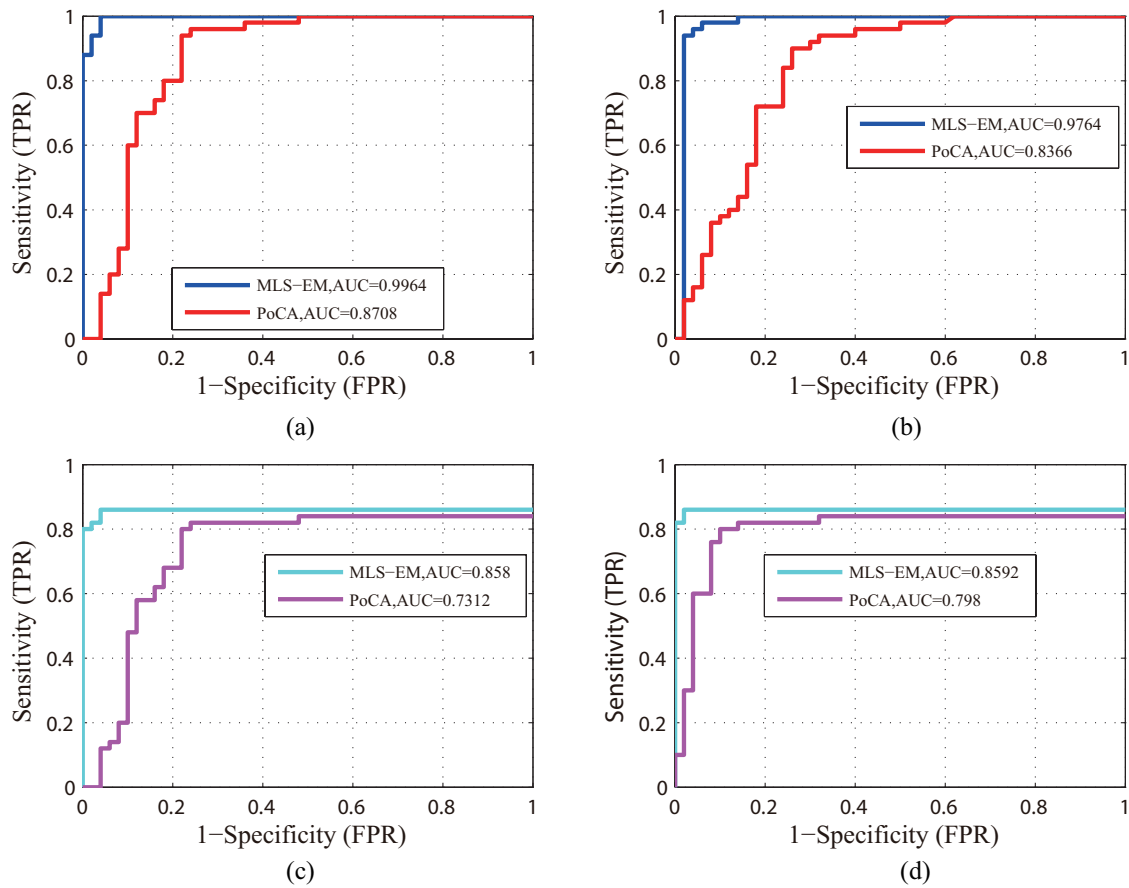 1
0.8
0.6
0.4
0.2
0
Sensitivity (TPR)
MLS−EM,AUC=0.9964
PoCA,AUC=0.8708
0 0.2 0.4 0.6 0.8 1
1−Specificity (FPR)
(a)
1
0.8
0.6
0.4
0.2
0
Sensitivity (TPR)
MLS−EM,AUC=0.9764
PoCA,AUC=0.8366
0 0.2 0.4 0.6 0.8 1
1−Specificity (FPR)
(b)
1
0.8
0.6
0.4
0.2
0
Sensitivity (TPR)
MLS−EM,AUC=0.858
PoCA,AUC=0.7312
0 0.2 0.4 0.6 0.8 1
1−Specificity (FPR)
(c)
1
0.8
0.6
0.4
0.2
0
Sensitivity (TPR)
MLS−EM,AUC=0.8592
PoCA,AUC=0.798
0 0.2 0.4 0.6 0.8 1
1−Specificity (FPR)
(d)